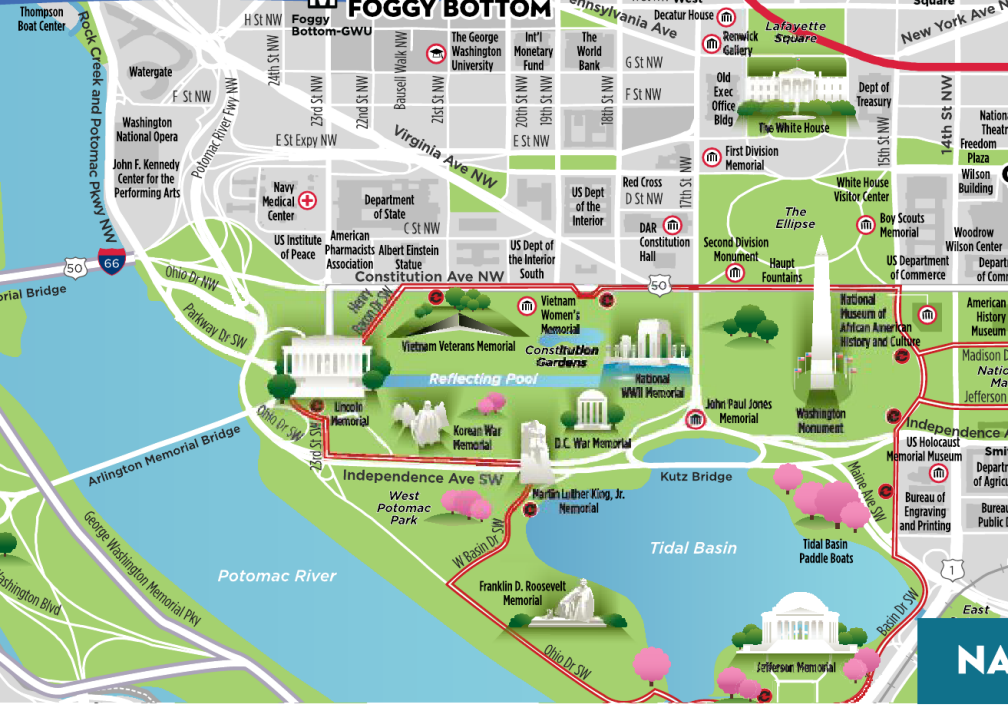 Thompson
Boat Center
FOGGY BOTTOM
H St NW
Foggy
Bottom-GWU
Decatur House
Lafayette
Square
Renwick
Gallery
New York Ave
The George
Washington
University
Int'l
Monetary
Fund
The
World
Bank
G St NW
F St NW
Watergate
F St NW
24th St NW
23rd St NW
22nd St NW
Bausell Walk NW
21st St NW
20th St NW
19th St NW
18th St NW
Old
Exec
Office
Bldg
The White House
Dept of
Treasury
15th St NW
14th St NW
Freedom
Plaza
Wilson
Building
Rock Creek and Potomac Pkwy NW
Potomac River Fwy NW
Washington
National Opera
E St Expy NW
E St NW
Virginia Ave NW
First Division
Memorial
17th St NW
John F. Kennedy
Center for the
Performing Arts
Navy
Medical
Center
Department
of State
C St NW
US Dept
of the
Interior
Red Cross
D St NW
DAR
Constitution
Hall
The
Ellipse
White House
Visitor Center
Boy Scouts
Memorial
Woodrow
Wilson Center
US Institute
of Peace
American
Pharmacists
Association
Albert Einstein
Statue
US Dept of
the Interior
South
Second Division
Monument
Haupt
Fountains
US Department
of Commerce
50
66
Ohio Dr NW
Constitution Ave NW
50
orial Bridge
Parkway Dr SW
Henry
Bacon Dr SW
Vietnam Veterans Memorial
Vietnam
Women's
Memorial
Constitution
Gardens
National
WWII Memorial
National
Museum of
African American
History and Culture
American
History
Museum
Madison D
Jefferson
Reflecting Pool
Lincoln
Memorial
Korean War
Memorial
D.C. War Memorial
John Paul Jones
Memorial
Washington
Monument
Independence A
Ohio Dr SW
23rd St SW
Arlington Memorial Bridge
Independence Ave SW
Kutz Bridge
Maine Ave SW
US Holocaust
Memorial Museum
Bureau of
Engraving
and Printing
West
Potomac
Park
Martin Luther King, Jr.
Memorial
W Basin Dr SW
Tidal Basin
Tidal Basin
Paddle Boats
George Washington Memorial PKV
ashington Blvd
Potomac River
Franklin D. Roosevelt
Memorial
Ohio Dr SW
Jefferson Memorial
Basin Dr SW
1
East
NA